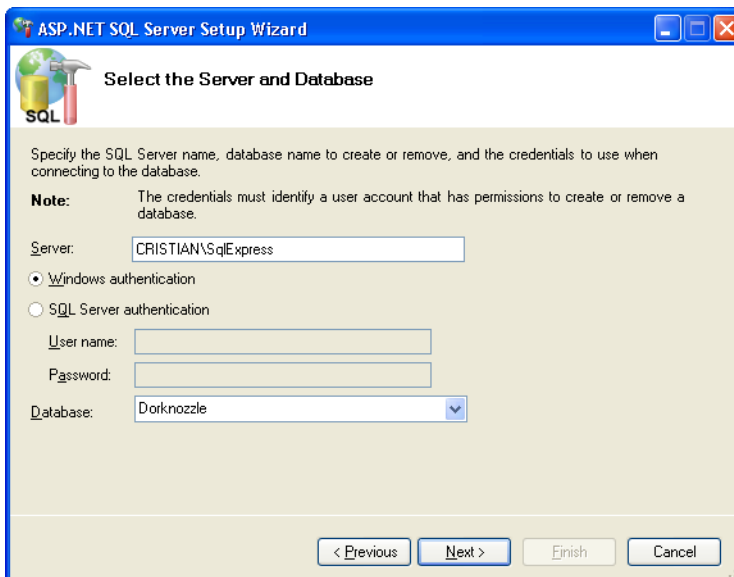 ASP.NET SQL Server Setup Wizard
Select the Server and Database
SQL
Specify the SQL Server name, database name to create or remove, and the credentials to use when
connecting to the database.
Note: The credentials must identify a user account that has permissions to create or remove a
database.
Server: CRISTIAN\SqlExpress
Windows authentication
SQL Server authentication
User name:
Password:
Database: Dorknozzle
< Previous Next > Finish Cancel